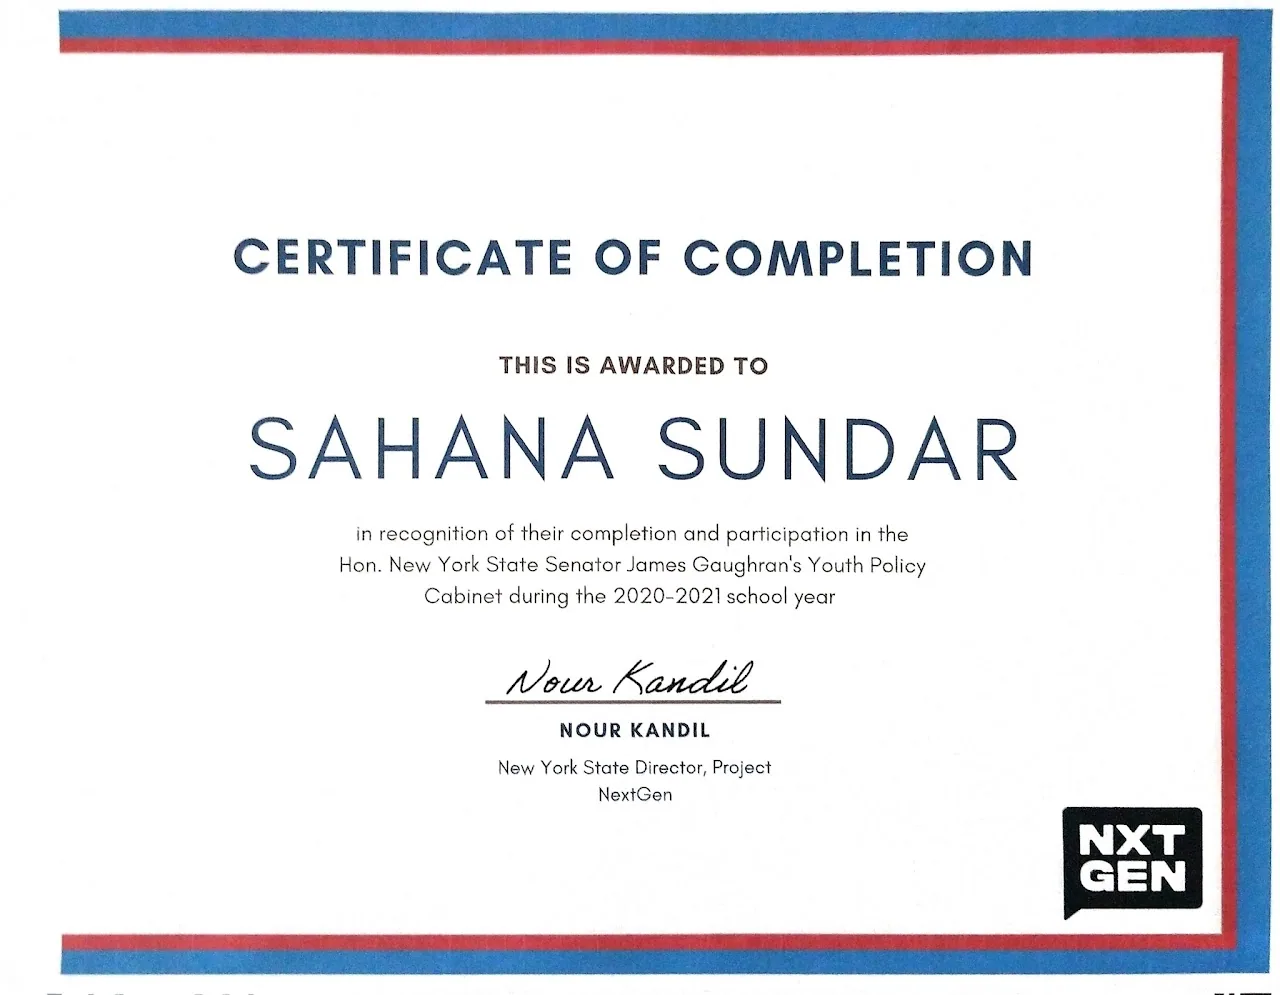 CERTIFICATE OF COMPLETION
THIS IS AWARDED TO
SAHANA SUNDAR
in recognition of their completion and participation in the
Hon. New York State Senator James Gaughran's Youth Policy
Cabinet during the 2020-2021 school year
Nour Kandil
NOUR KANDIL
New York State Director, Project
NextGen
NXT
GEN